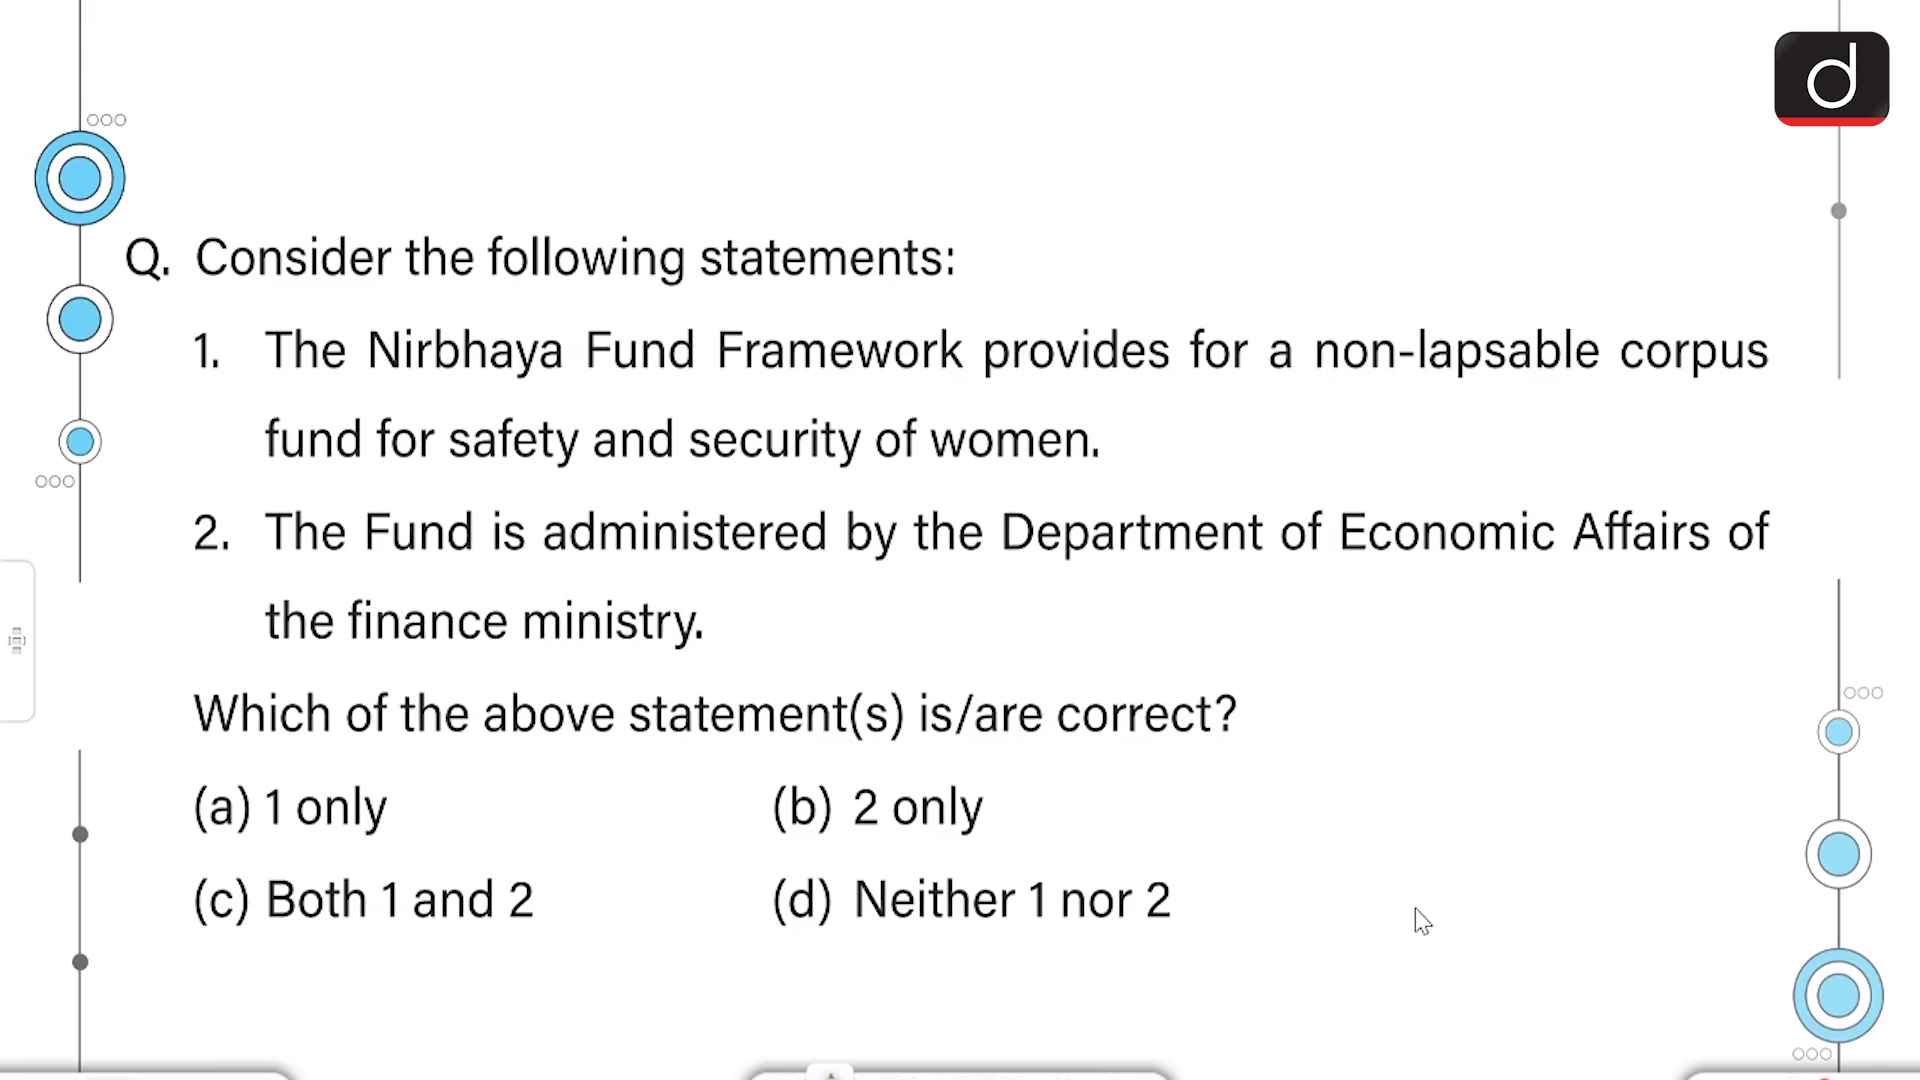 d
Q. Consider the following statements:
1. The Nirbhaya Fund Framework provides for a non-lapsable corpus
fund for safety and security of women.
2. The Fund is administered by the Department of Economic Affairs of
the finance ministry.
Which of the above statement(s) is/are correct?
(a) 1 only (b) 2 only
(c) Both 1 and 2 (d) Neither 1 nor 2